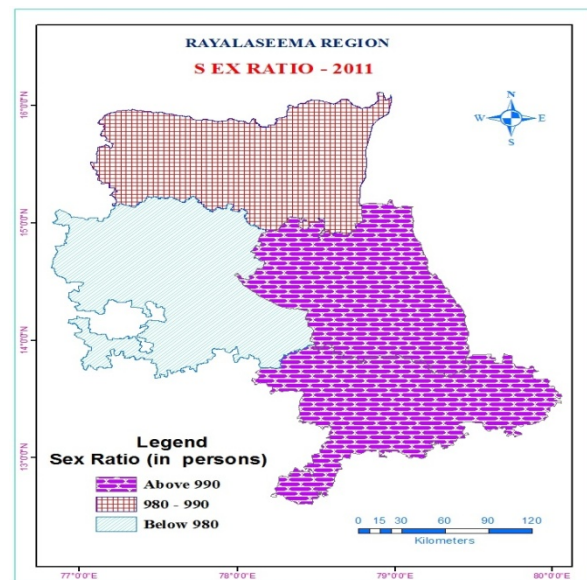 RAYALASEEMA REGION
S EX RATIO - 2011
N
W E
S
16°0'0"N
15°0'0"N
14°0'0"N
13°0'0"N
Legend
Sex Ratio (in persons)
Above 990
980 - 990
Below 980
0 15 30 60 90 120
Kilometers
77°0'0"E 78°0'0"E 79°0'0"E 80°0'0"E